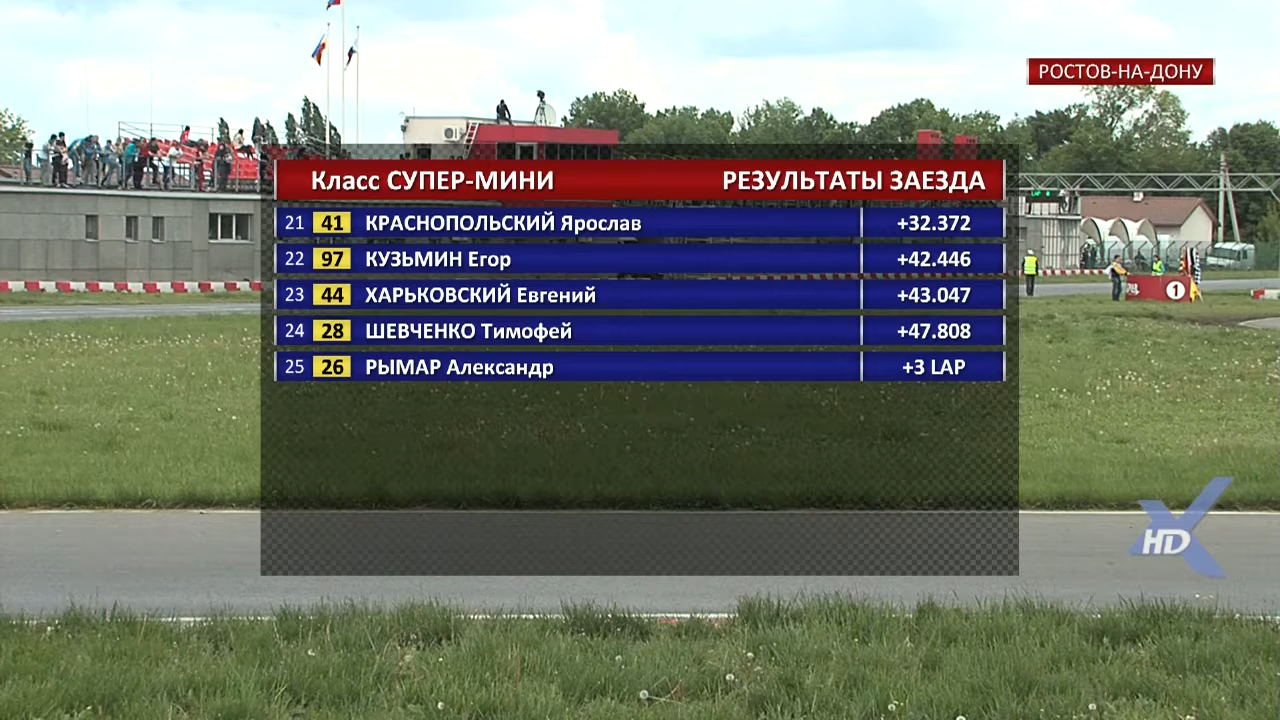 РОСТОВ-НА-ДОНУ
Класс СУПЕР-МИНИ РЕЗУЛЬТАТЫ ЗАЕЗДА
21 41 КРАСНОПОЛЬСКИЙ Ярослав +32.372
22 97 КУЗЬМИН Егор +42.446
23 44 ХАРЬКОВСКИЙ Евгений +43.047
24 28 ШЕВЧЕНКО Тимофей +47.808
25 26 РЫМАР Александр +3 LAP
1
HD